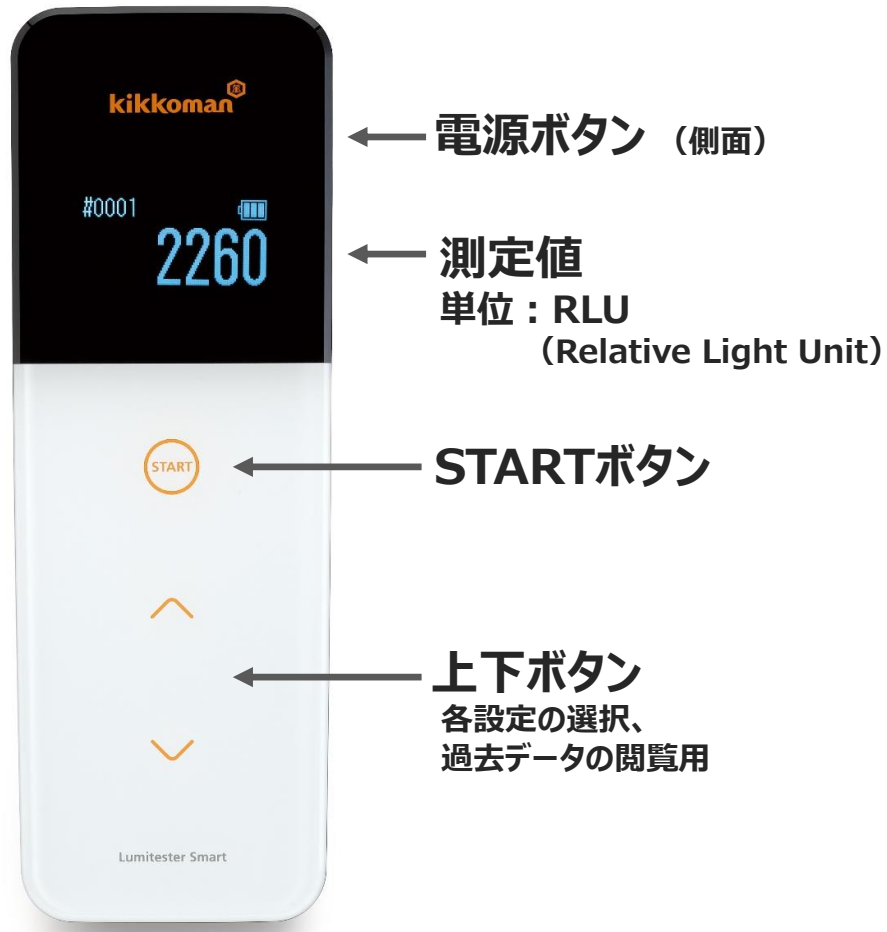 kikkoman
電源ボタン (側面)
#0001
2260
測定値
単位:RLU
(Relative Light Unit)
START
STARTボタン
上下ボタン
各設定の選択、
過去データの閲覧用
Lumitester Smart